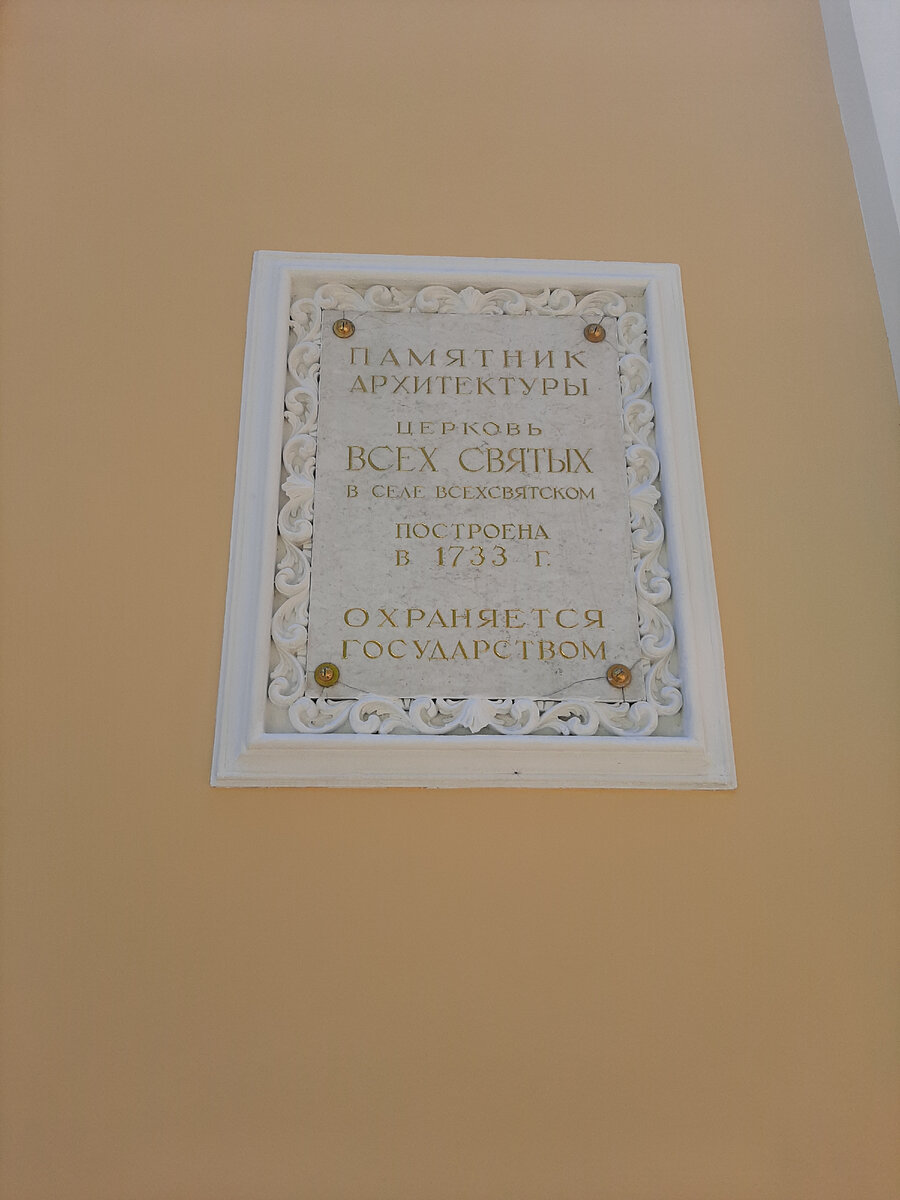 ПАМЯТНИК
АРХИТЕКТУРЫ
ЦЕРКОВЬ
ВСЕХ СВЯТЫХ
В СЕЛЕ ВСЕХСВЯТСКОМ
ПОСТРОЕНА
В 1733 Г.
ОХРАНЯЕТСЯ
ГОСУДАРСТВОМ